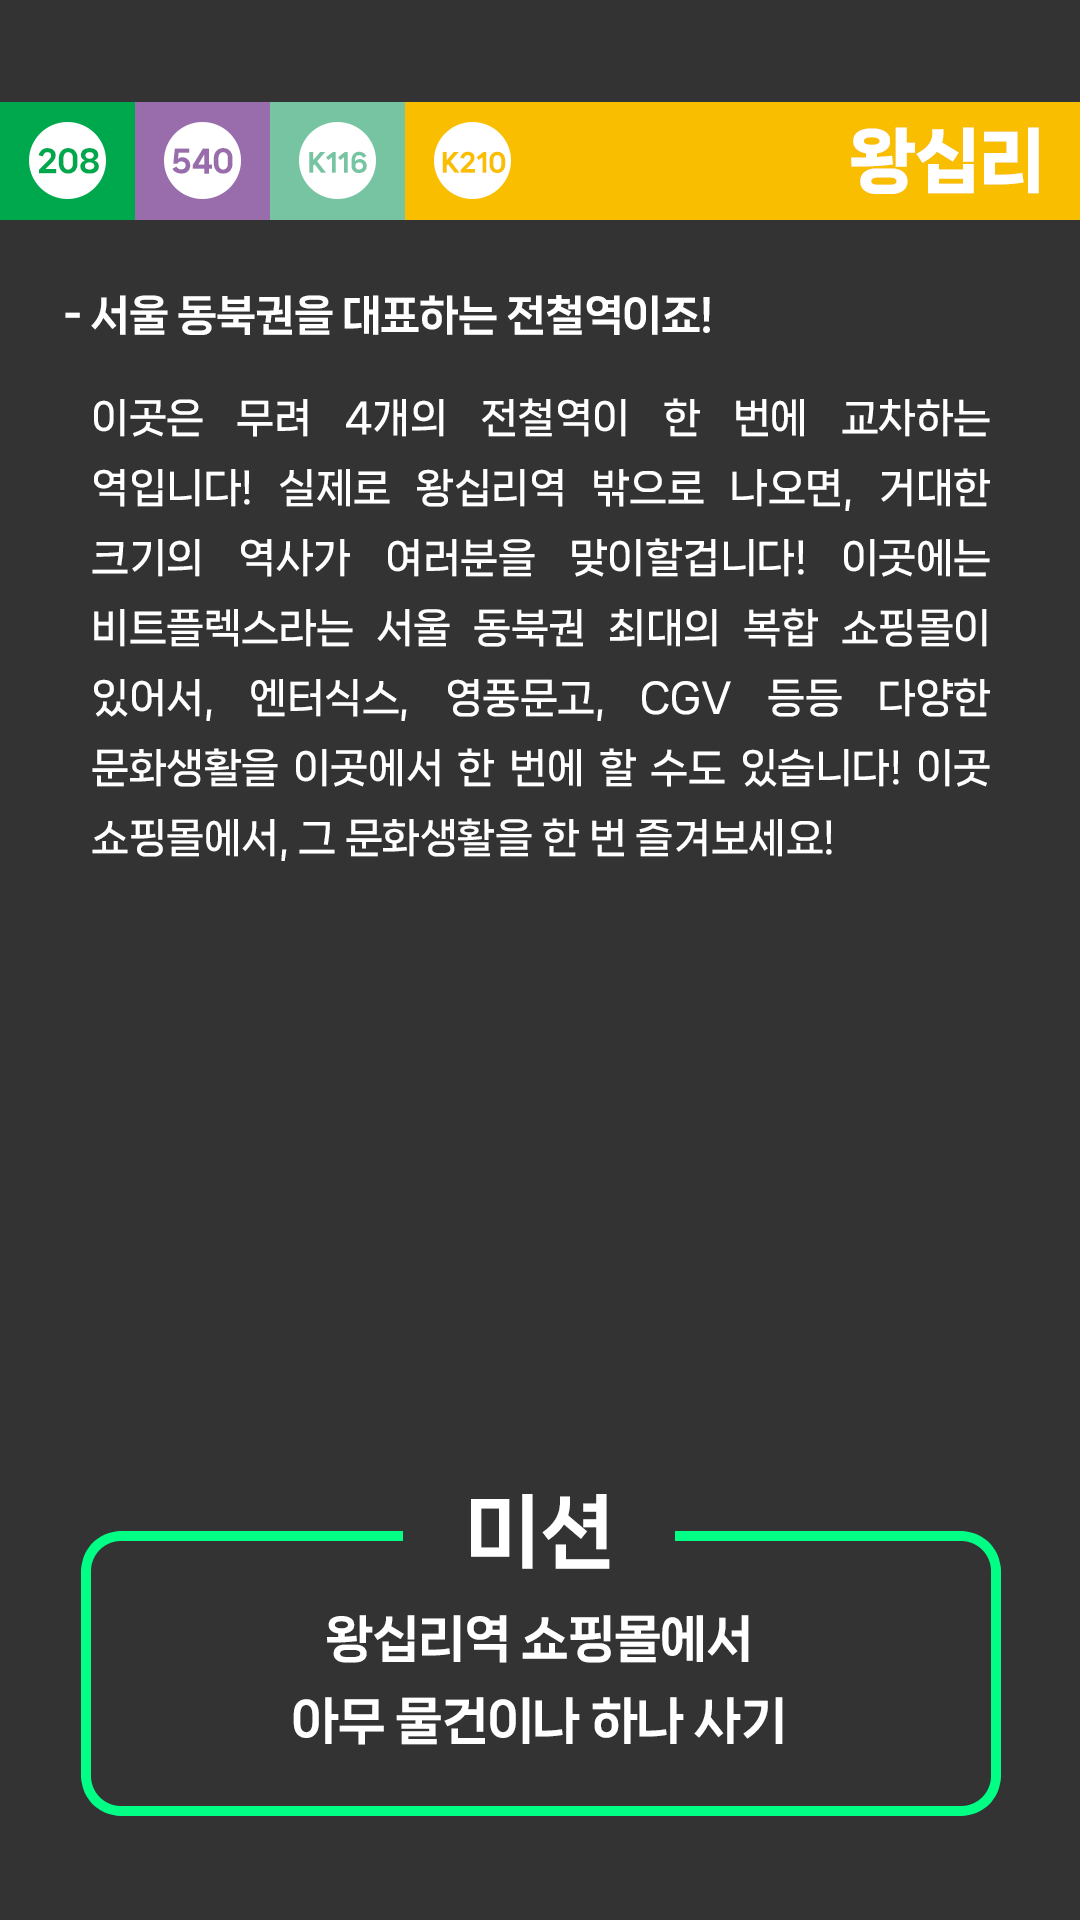 208 540 K116 K210 왕십리
- 서울 동북권을 대표하는 전철역이죠!
이곳은 무려 4개의 전철역이 한 번에 교차하는
역입니다! 실제로 왕십리역 밖으로 나오면, 거대한
크기의 역사가 여러분을 맞이할겁니다! 이곳에는
비트플렉스라는 서울 동북권 최대의 복합 쇼핑몰이
있어서, 엔터식스, 영풍문고, CGV 등등 다양한
문화생활을 이곳에서 한 번에 할 수도 있습니다! 이곳
쇼핑몰에서, 그 문화생활을 한 번 즐겨보세요!
미션
왕십리역 쇼핑몰에서
아무 물건이나 하나 사기